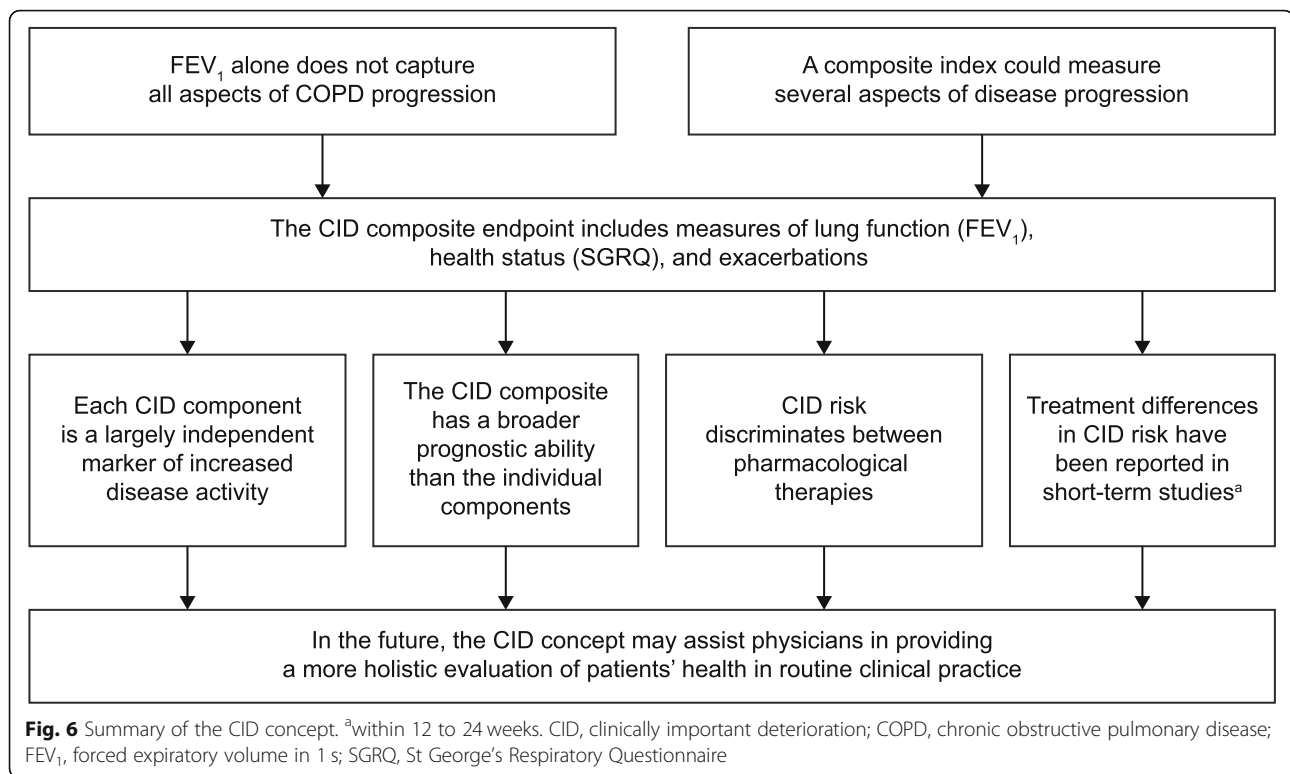 FEV₁ alone does not capture
all aspects of COPD progression
A composite index could measure
several aspects of disease progression
The CID composite endpoint includes measures of lung function (FEV₁),
health status (SGRQ), and exacerbations
Each CID component
is a largely independent
marker of increased
disease activity
The CID composite
has a broader
prognostic ability
than the individual
components
CID risk
discriminates between
pharmacological
therapies
Treatment differences
in CID risk have
been reported in
short-term studiesᵃ
In the future, the CID concept may assist physicians in providing
a more holistic evaluation of patients’ health in routine clinical practice
Fig. 6 Summary of the CID concept. ᵃwithin 12 to 24 weeks. CID, clinically important deterioration; COPD, chronic obstructive pulmonary disease;
FEV₁, forced expiratory volume in 1 s; SGRQ, St George’s Respiratory Questionnaire